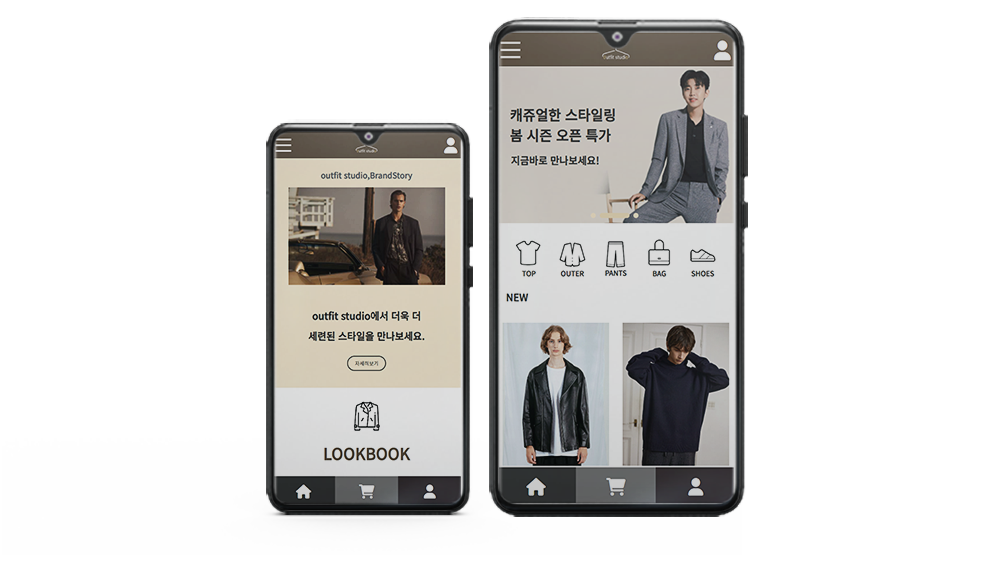 outfit studio
outfit studio,BrandStory
outfit studio에서 더욱 더
세련된 스타일을 만나보세요.
자세히보기
LOOKBOOK
outfit studio
캐쥬얼한 스타일링
봄 시즌 오픈 특가
지금바로 만나보세요!
TOP OUTER PANTS BAG SHOES
NEW